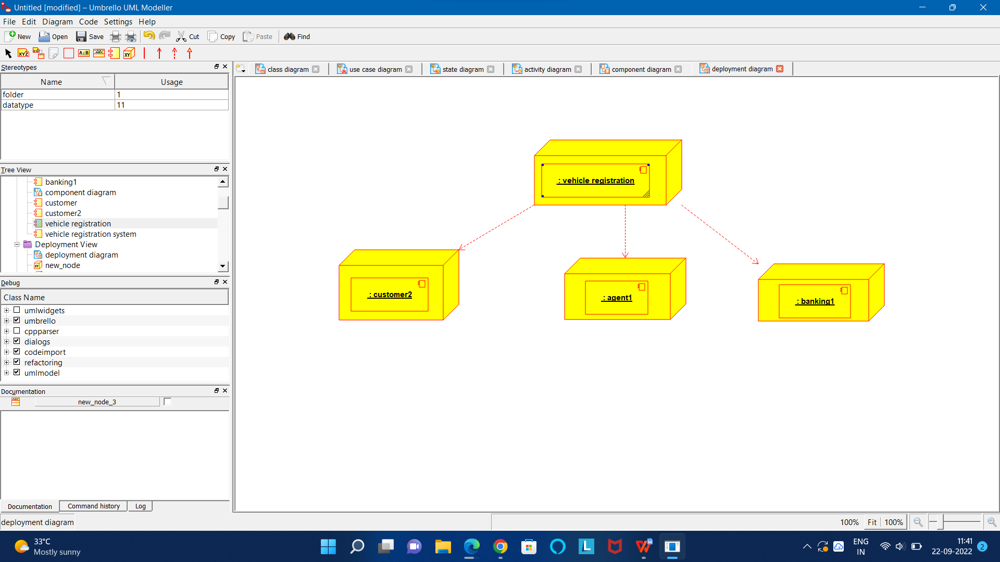 Untitled [modified] – Umbrello UML Modeller
File Edit Diagram Code Settings Help
New Open Save Cut Copy Paste Find
XYZ XYZ A:B ABC XY
Stereotypes
Name Usage
folder 1
datatype 11
Tree View
banking1
component diagram
customer
customer2
vehicle registration
vehicle registration system
Deployment View
deployment diagram
new_node
Debug
Class Name
umlwidgets
umbrello
cppparser
dialogs
codeimport
refactoring
umlmodel
Documentation
new_node_3
Documentation Command history Log
class diagram use case diagram state diagram activity diagram component diagram deployment diagram
: vehicle registration
: customer2
: agent1
: banking1
deployment diagram
100% Fit 100%
33°C
Mostly sunny
ENG
IN
11:41
22-09-2022
2